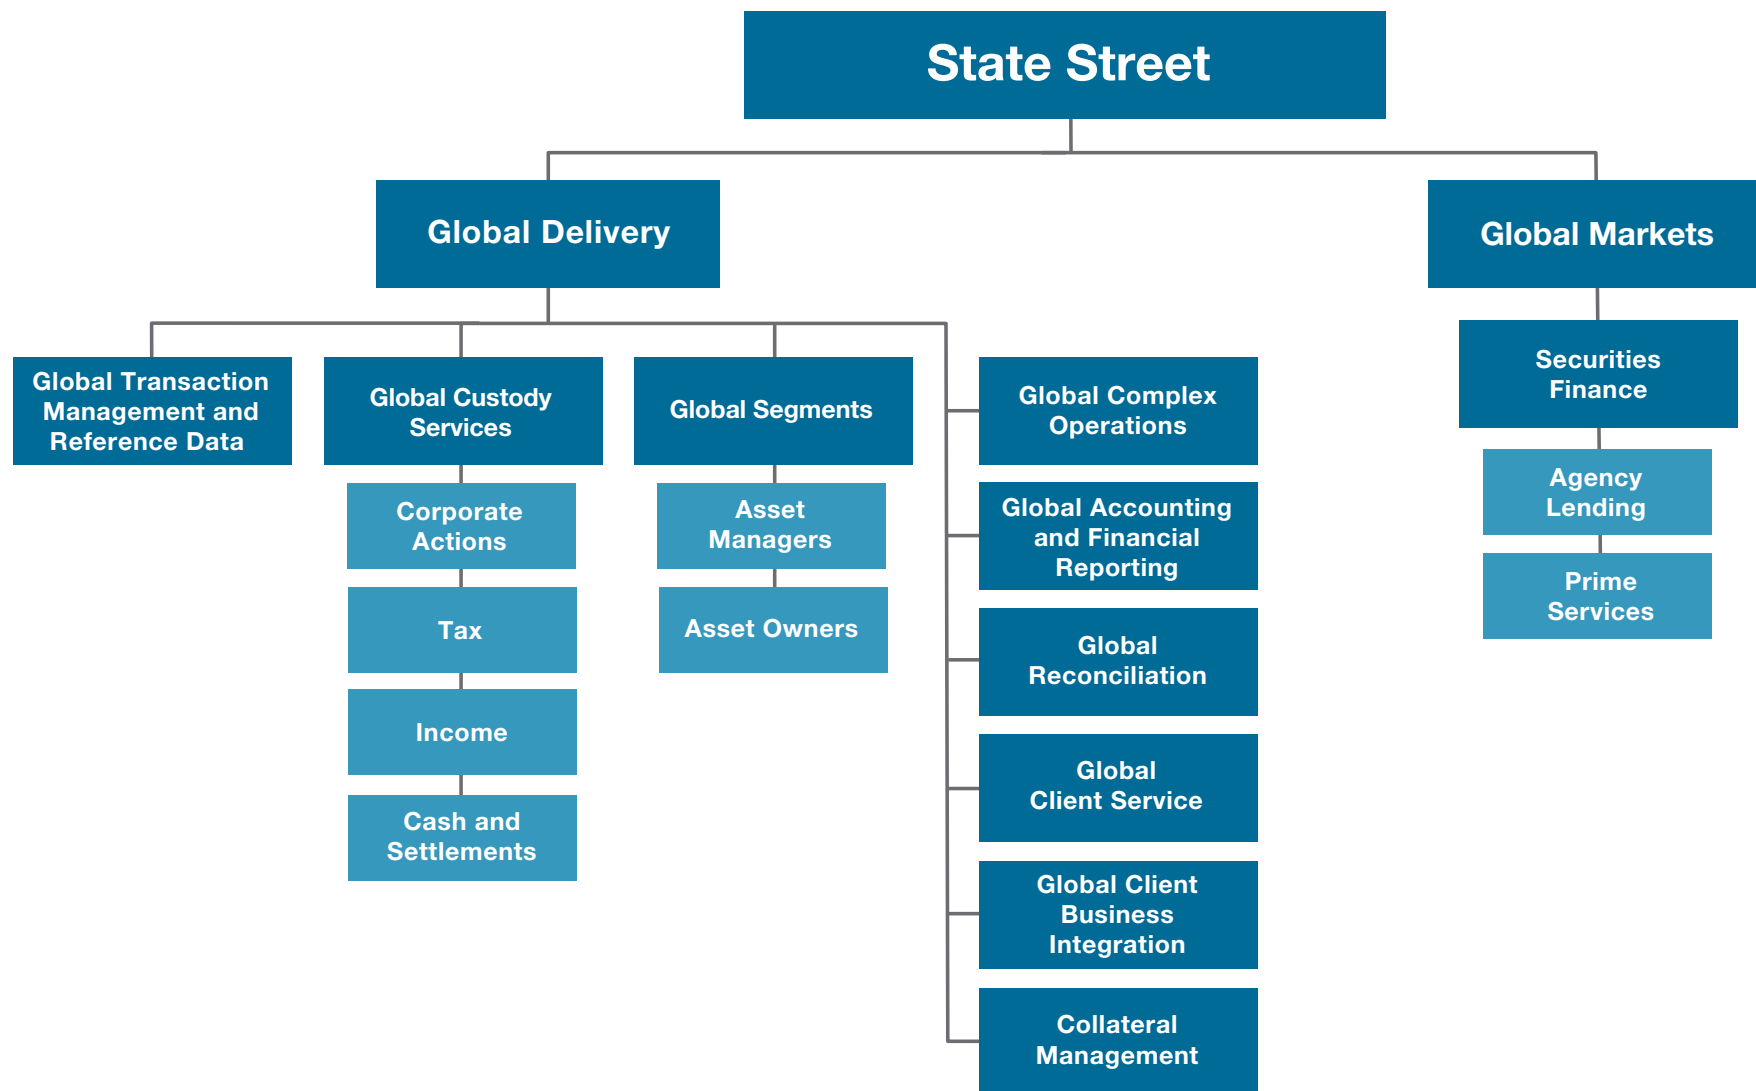 State Street
Global Delivery
Global Markets
Global Transaction
Management and
Reference Data
Global Custody
Services
Corporate
Actions
Tax
Income
Cash and
Settlements
Global Segments
Asset
Managers
Asset Owners
Global Complex
Operations
Global Accounting
and Financial
Reporting
Global
Reconciliation
Global
Client Service
Global Client
Business
Integration
Collateral
Management
Securities
Finance
Agency
Lending
Prime
Services